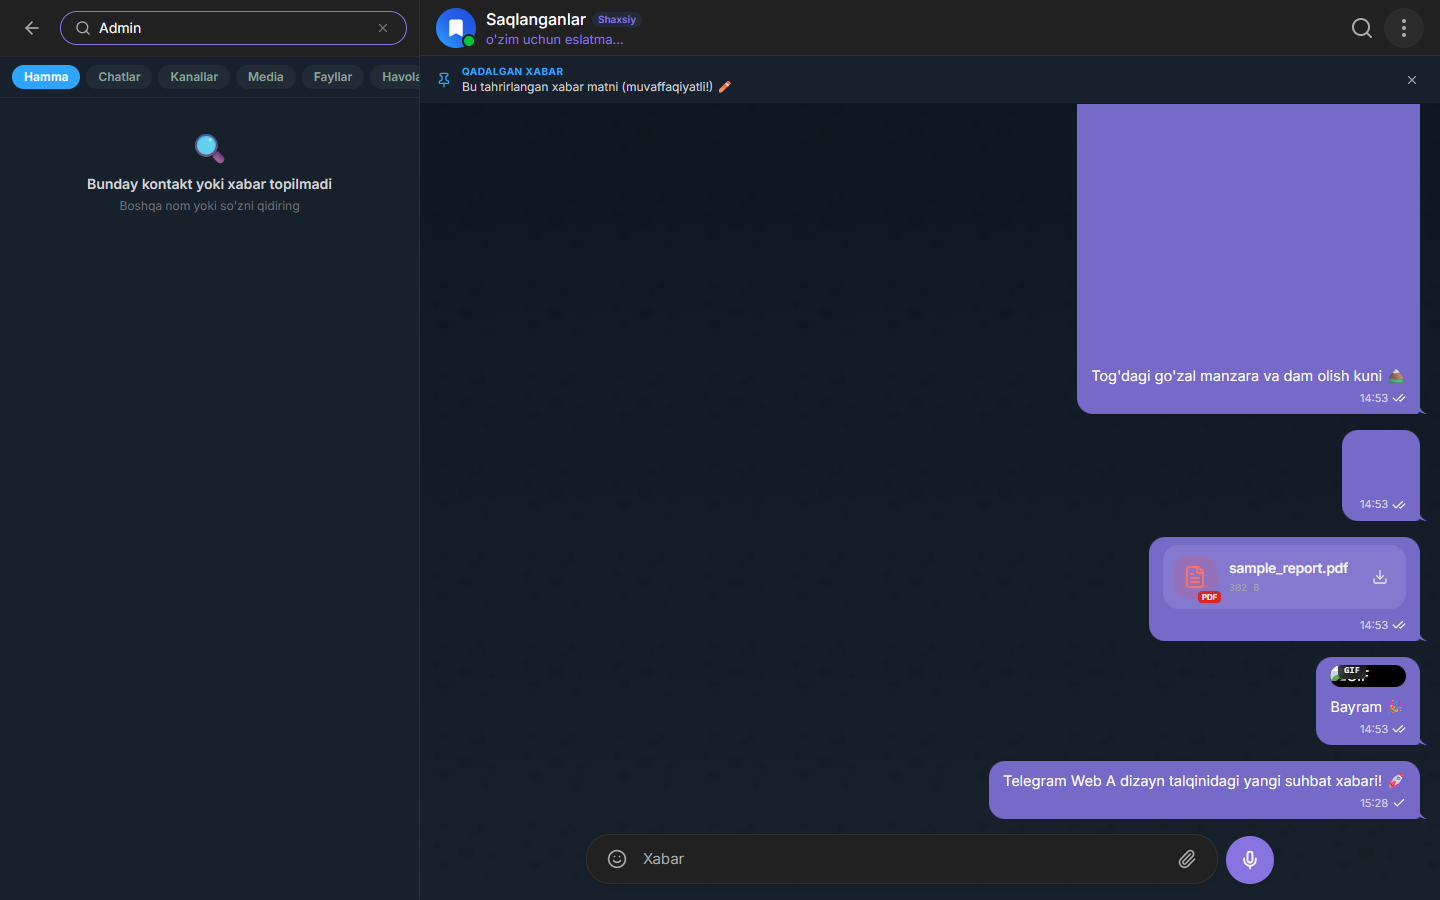 Admin
Hamma
Chatlar
Kanallar
Media
Fayllar
Havola
Bunday kontakt yoki xabar topilmadi
Boshqa nom yoki so'zni qidiring
Saqlanganlar Shaxsiy
o'zim uchun eslatma...
QADALGAN XABAR
Bu tahrirlangan xabar matni (muvaffaqiyatli!)
Tog'dagi go'zal manzara va dam olish kuni
14:53
14:53
sample_report.pdf
302 B
PDF
14:53
GIF
Bayram
14:53
Telegram Web A dizayn talqinidagi yangi suhbat xabari!
15:28
Xabar